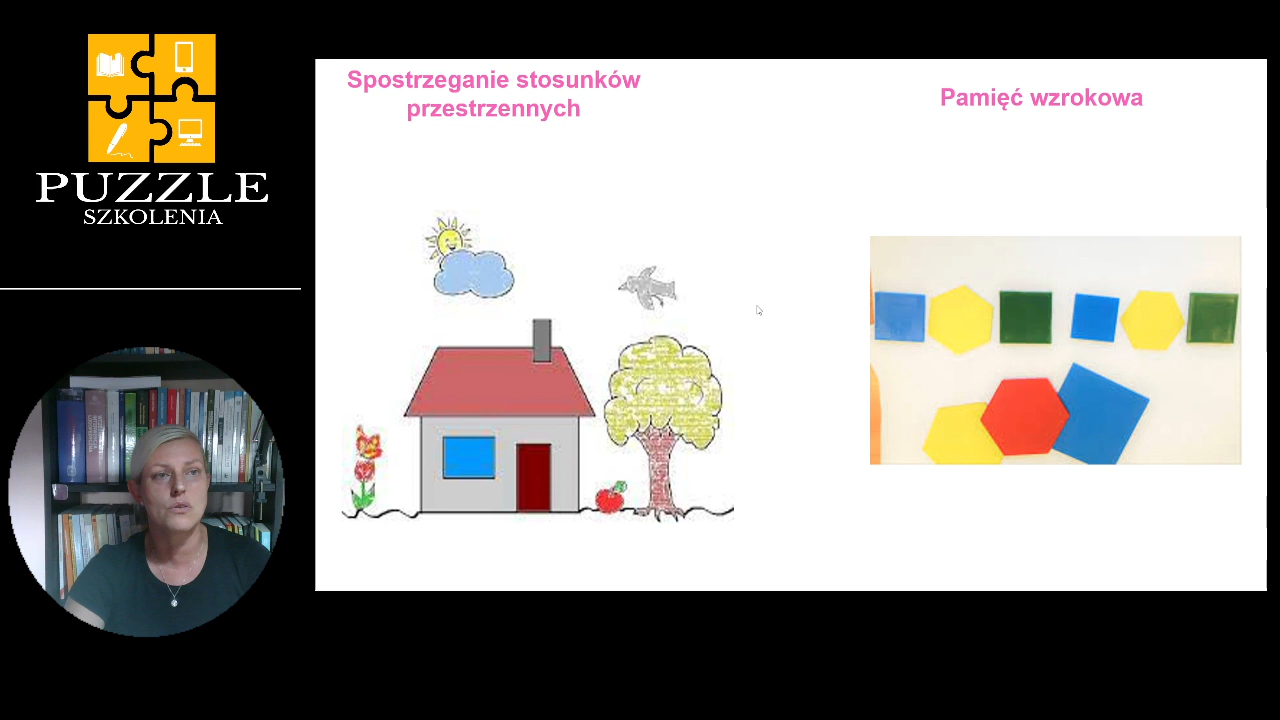 PUZZLE
SZKOLENIA
Spostrzeganie stosunków
przestrzennych
Pamięć wzrokowa